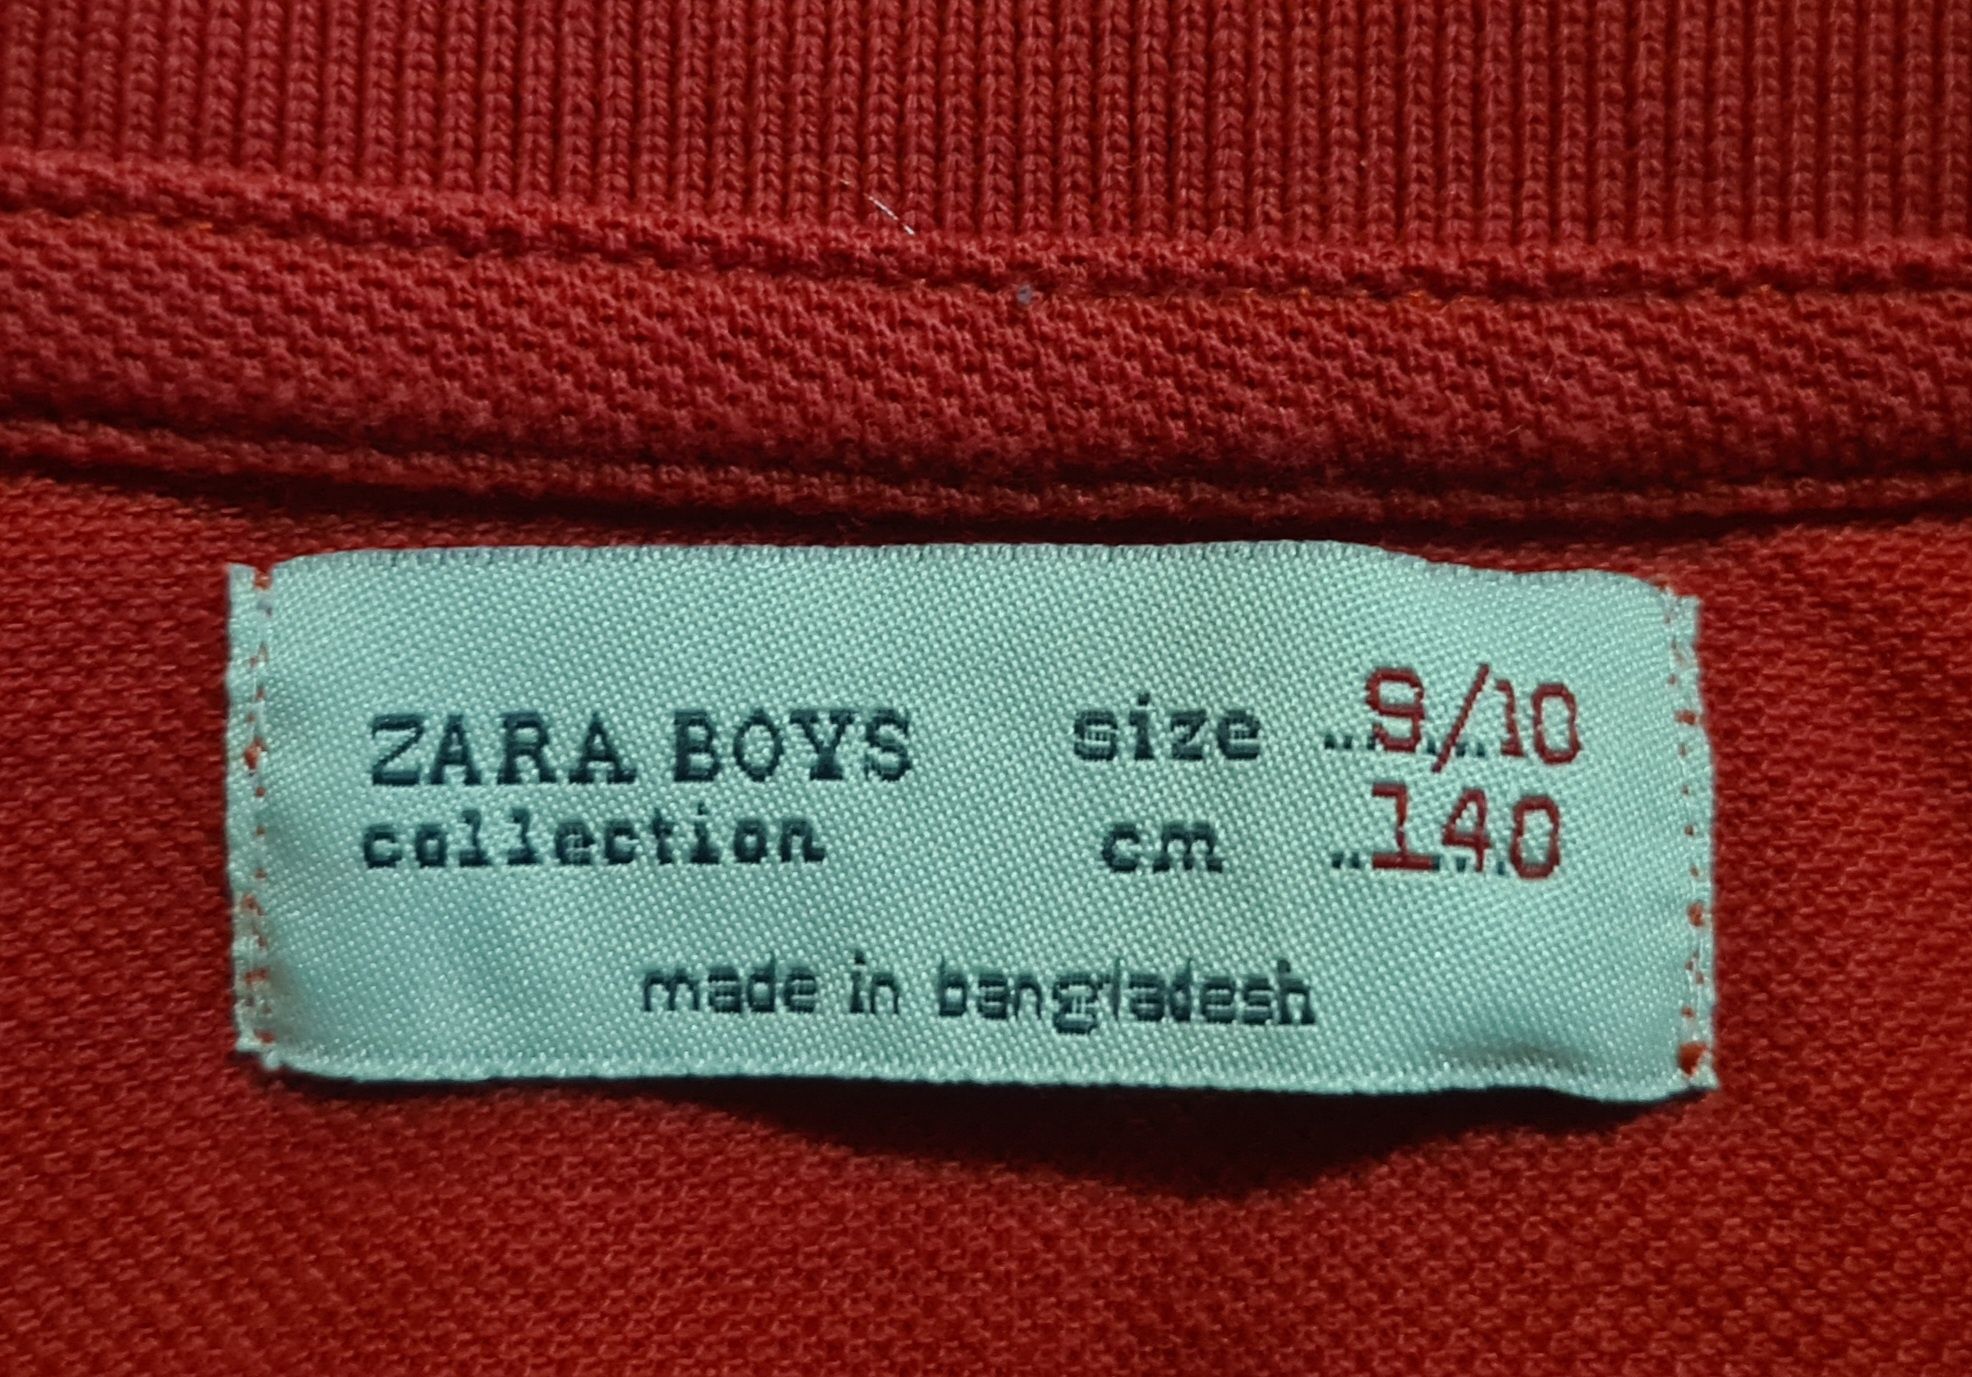 ZARA BOYS size 9/10
collection cm 140
made in bangladesh